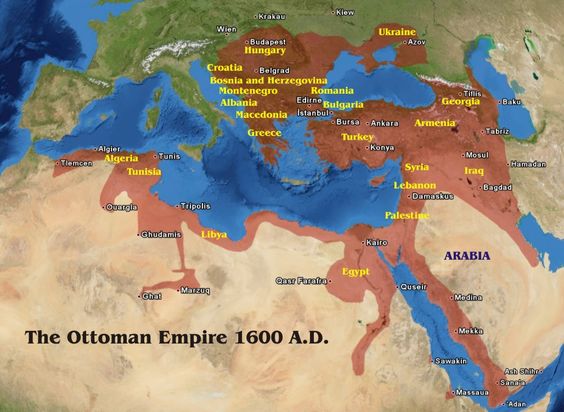 Krakau
Kiew
Wien
Ukraine
Budapest
Hungary
Azov
Croatia
Belgrad
Bosnia and Herzegovina
Montenegro
Romania
Albania
Edirne
Bulgaria
Istanbul
Macedonia
Greece
Bursa
Ankara
Turkey
Konya
Tiflis
Georgia
Baku
Armenia
Tabriz
Mosul
Hamadan
Iraq
Bagdad
Syria
Lebanon
Damaskus
Palestine
Algier
Tlemcen
Algeria
Tunis
Tunisia
Ouargla
Tripolis
Ghudamis
Libya
Kairo
ARABIA
Qasr Farafra
Egypt
Quseir
Medina
Ghat
Marzuq
Mekka
The Ottoman Empire 1600 A.D.
Sawakin
Ash Shihr
Sana'a
Massaua
'Adan